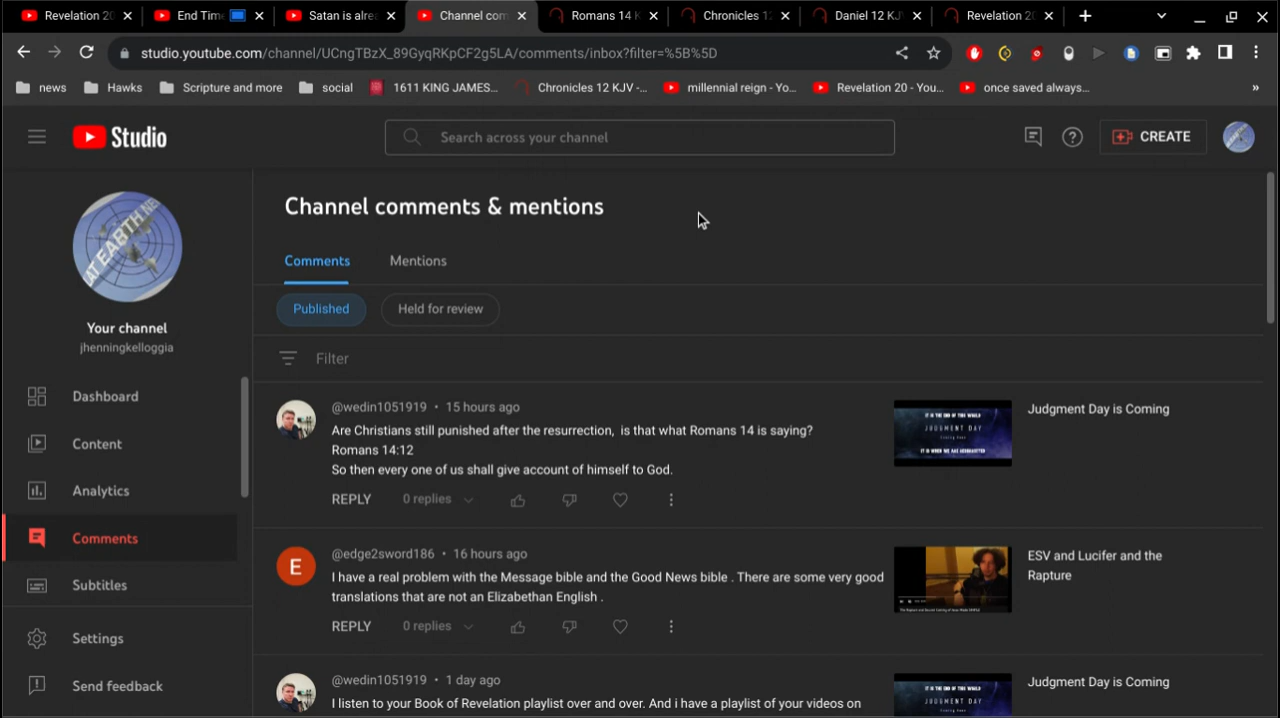 Revelation 20
End Time
Satan is alre
Channel com
Romans 14 K
Chronicles 12
Daniel 12 KJV
Revelation 20
studio.youtube.com/channel/UCngTBzX_89GyqRKpCF2g5LA/comments/inbox?filter=%5B%5D
news
Hawks
Scripture and more
social
1611 KING JAMES...
Chronicles 12 KJV -...
millennial reign - Yo...
Revelation 20 - You...
once saved always...
Studio
Search across your channel
CREATE
Your channel
jhenningkelloggia
Dashboard
Content
Analytics
Comments
Subtitles
Settings
Send feedback
Channel comments & mentions
Comments
Mentions
Published
Held for review
Filter
@wedin1051919 • 15 hours ago
Are Christians still punished after the resurrection, is that what Romans 14 is saying?
Romans 14:12
So then every one of us shall give account of himself to God.
REPLY
0 replies
JUDGMENT DAY
Judgment Day is Coming
E
@edge2sword186 • 16 hours ago
I have a real problem with the Message bible and the Good News bible . There are some very good
translations that are not an Elizabethan English .
REPLY
0 replies
ESV and Lucifer and the
Rapture
@wedin1051919 • 1 day ago
I listen to your Book of Revelation playlist over and over. And i have a playlist of your videos on
JUDGMENT DAY
Judgment Day is Coming